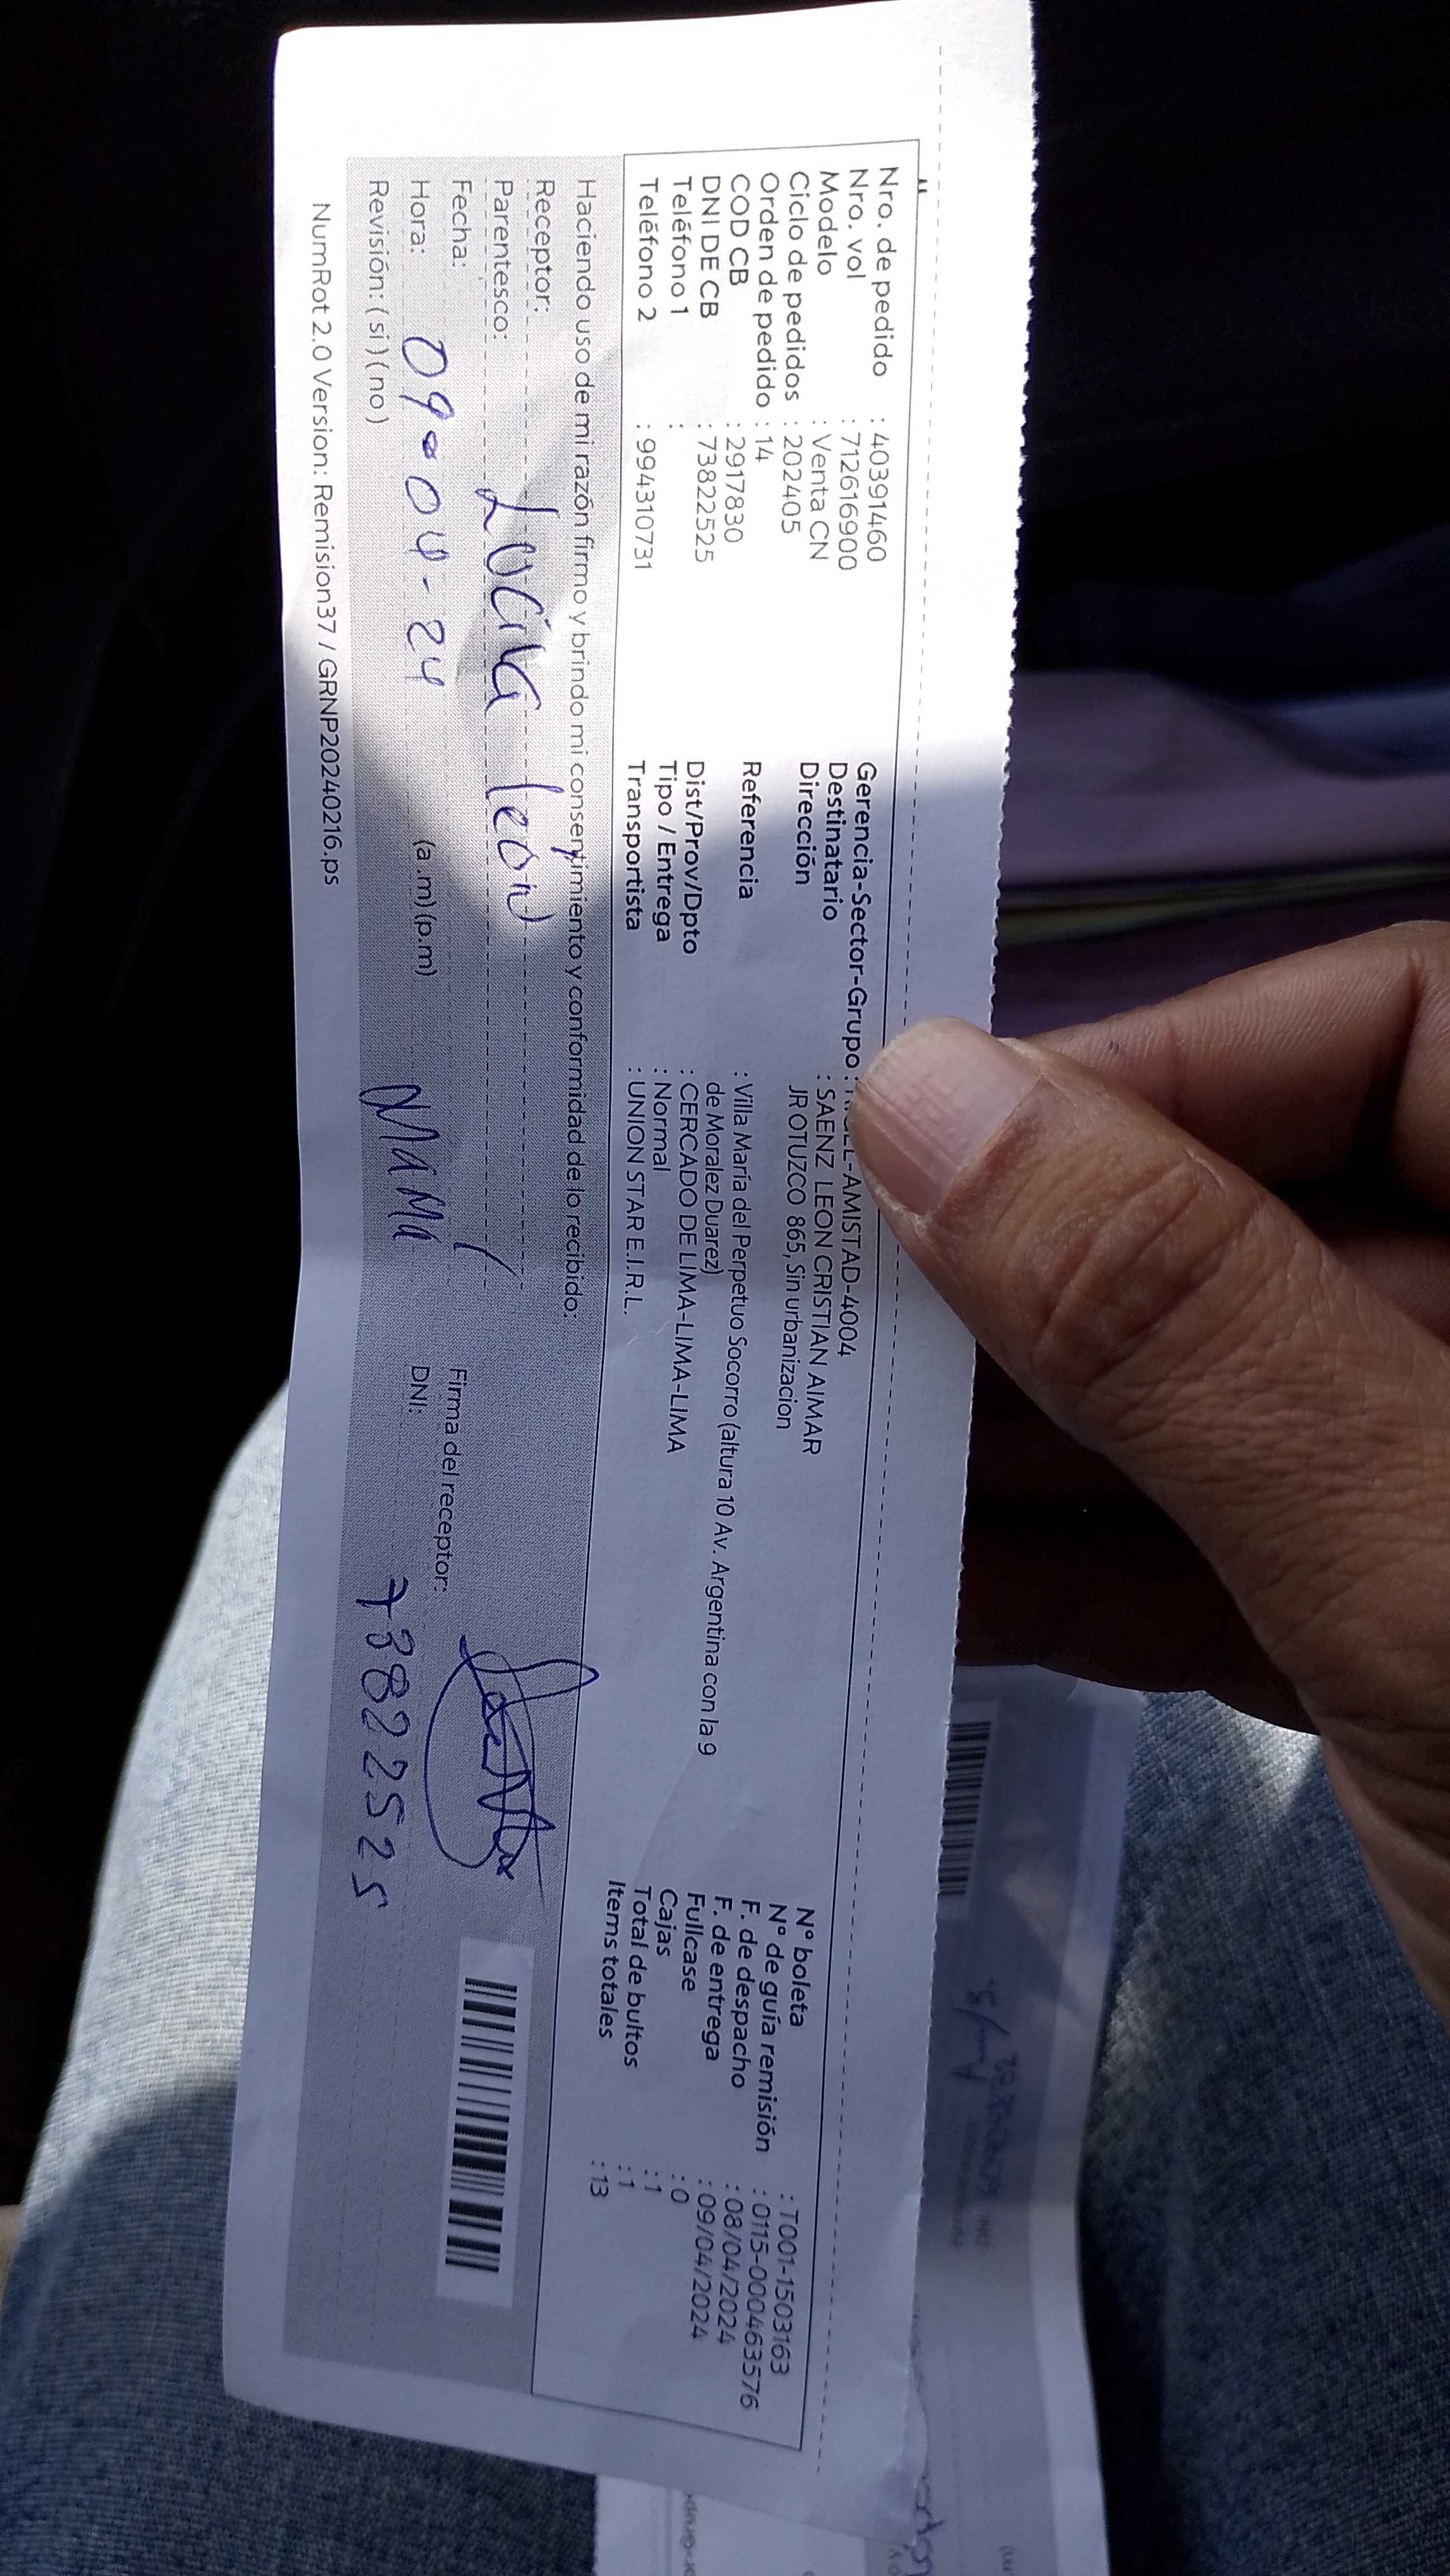 Nro. de pedido : 40391460
Nro. vol : 712616900
Modelo : Venta CN
Ciclo de pedidos : 202405
Orden de pedido : 14
COD CB : 2917830
DNI DE CB : 73822525
Teléfono 1 :
Teléfono 2 : 994310731
Gerencia-Sector-Grupo : -AMISTAD-4004
Destinatario : SAENZ LEON CRISTIAN AIMAR
Dirección JR OTUZCO 865, Sin urbanizacion
Referencia : Villa María del Perpetuo Socorro (altura 10 Av. Argentina con la 9
de Moralez Duarez)
Dist/Prov/Dpto : CERCADO DE LIMA-LIMA-LIMA
Tipo / Entrega : Normal
Transportista : UNION STAR E.I.R.L.
N° boleta : T001-1503163
N° de guía remisión : 0115-000463576
F. de despacho : 08/04/2024
F. de entrega : 09/04/2024
Fullcase : 0
Cajas : 1
Total de bultos : 1
Items totales : 13
Haciendo uso de mi razón firmo y brindo mi consentimiento y conformidad de lo recibido:
Receptor:
Parentesco: Lucíla León
Fecha:
Hora: 09-04-24 (a.m) (p.m) MAMá
Revisión: ( si ) ( no )
Firma del receptor:
DNI: 73822525
NumRot 2.0 Version: Remision37 / GRNP20240216.ps